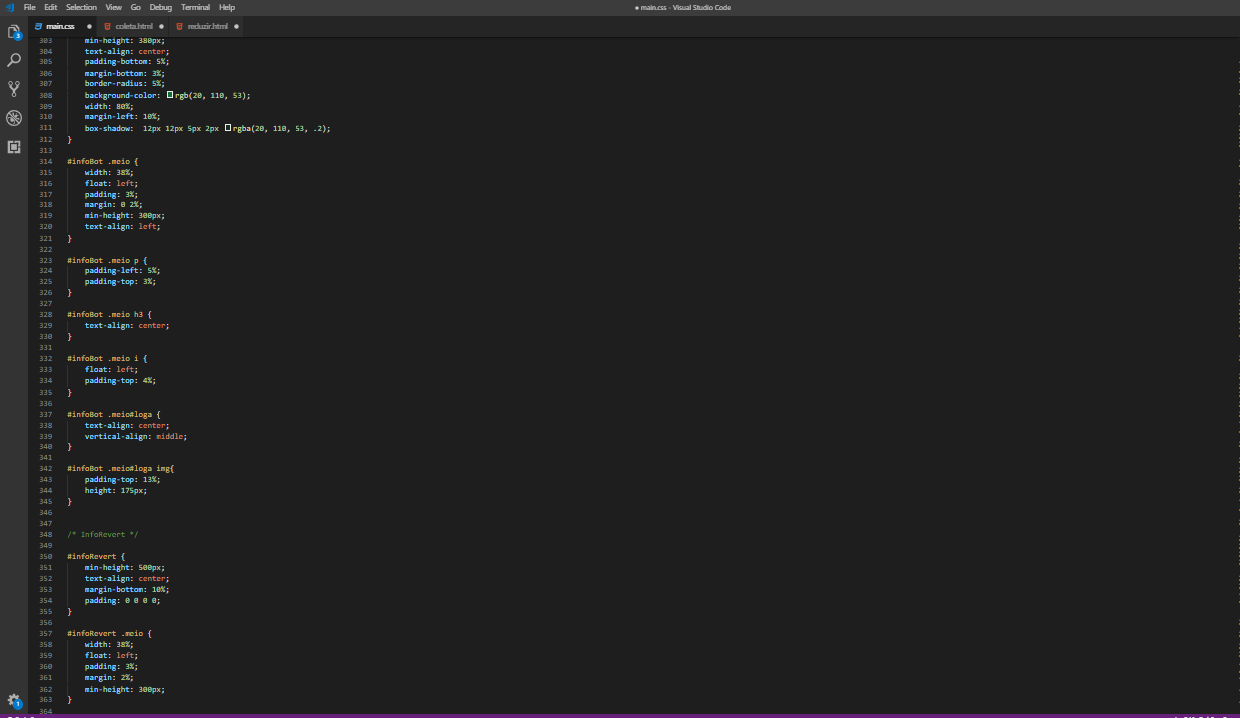 File Edit Selection View Go Debug Terminal Help ● main.css - Visual Studio Code
main.css ● coleta.html ● reduzir.html ●
3
303 min-height: 380px;
304 text-align: center;
305 padding-bottom: 5%;
306 margin-bottom: 3%;
307 border-radius: 5%;
308 background-color: rgb(20, 110, 53);
309 width: 80%;
310 margin-left: 10%;
311 box-shadow: 12px 12px 5px 2px rgba(20, 110, 53, .2);
312 }
313
314 #infoBot .meio {
315 width: 38%;
316 float: left;
317 padding: 3%;
318 margin: 0 2%;
319 min-height: 300px;
320 text-align: left;
321 }
322
323 #infoBot .meio p {
324 padding-left: 5%;
325 padding-top: 3%;
326 }
327
328 #infoBot .meio h3 {
329 text-align: center;
330 }
331
332 #infoBot .meio i {
333 float: left;
334 padding-top: 4%;
335 }
336
337 #infoBot .meio#loga {
338 text-align: center;
339 vertical-align: middle;
340 }
341
342 #infoBot .meio#loga img{
343 padding-top: 13%;
344 height: 175px;
345 }
346
347
348 /* InfoRevert */
349
350 #infoRevert {
351 min-height: 500px;
352 text-align: center;
353 margin-bottom: 10%;
354 padding: 0 0 0 0;
355 }
356
357 #infoRevert .meio {
358 width: 38%;
359 float: left;
360 padding: 3%;
361 margin: 2%;
362 min-height: 300px;
363 }
364
1